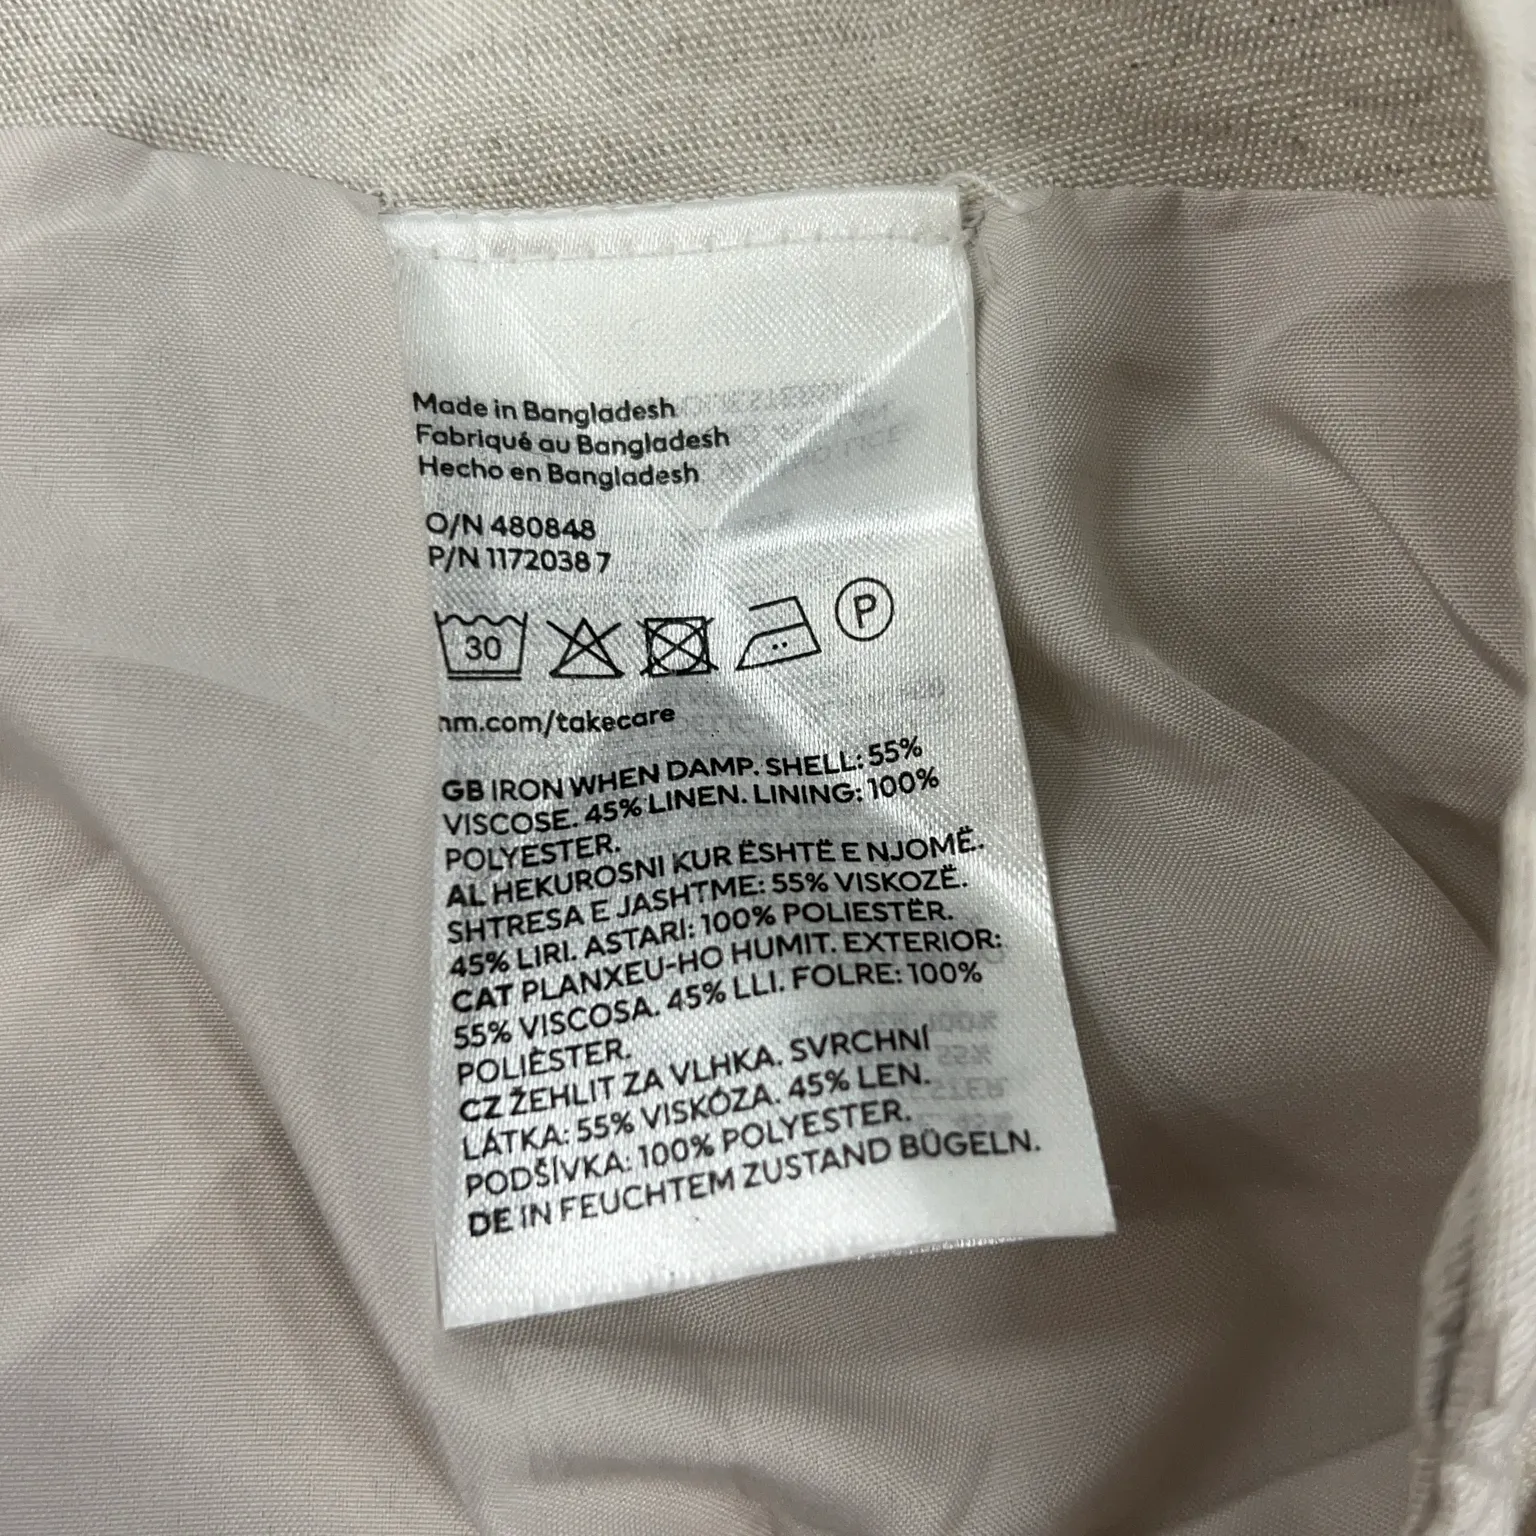 Made in Bangladesh
Fabriqué au Bangladesh
Hecho en Bangladesh
O/N 480848
P/N 1172038 7
30
P
hm.com/takecare
GB IRON WHEN DAMP. SHELL: 55%
VISCOSE. 45% LINEN. LINING: 100%
POLYESTER.
AL HEKUROSNI KUR ËSHTË E NJOMË.
SHTRESA E JASHTME: 55% VISKOZË.
45% LIRI. ASTARI: 100% POLIESTËR.
CAT PLANXEU-HO HUMIT. EXTERIOR:
55% VISCOSA. 45% LLI. FOLRE: 100%
POLIÈSTER.
CZ ŽEHLIT ZA VLHKA. SVRCHNÍ
LÁTKA: 55% VISKÓZA. 45% LEN.
PODŠÍVKA: 100% POLYESTER.
DE IN FEUCHTEM ZUSTAND BÜGELN.